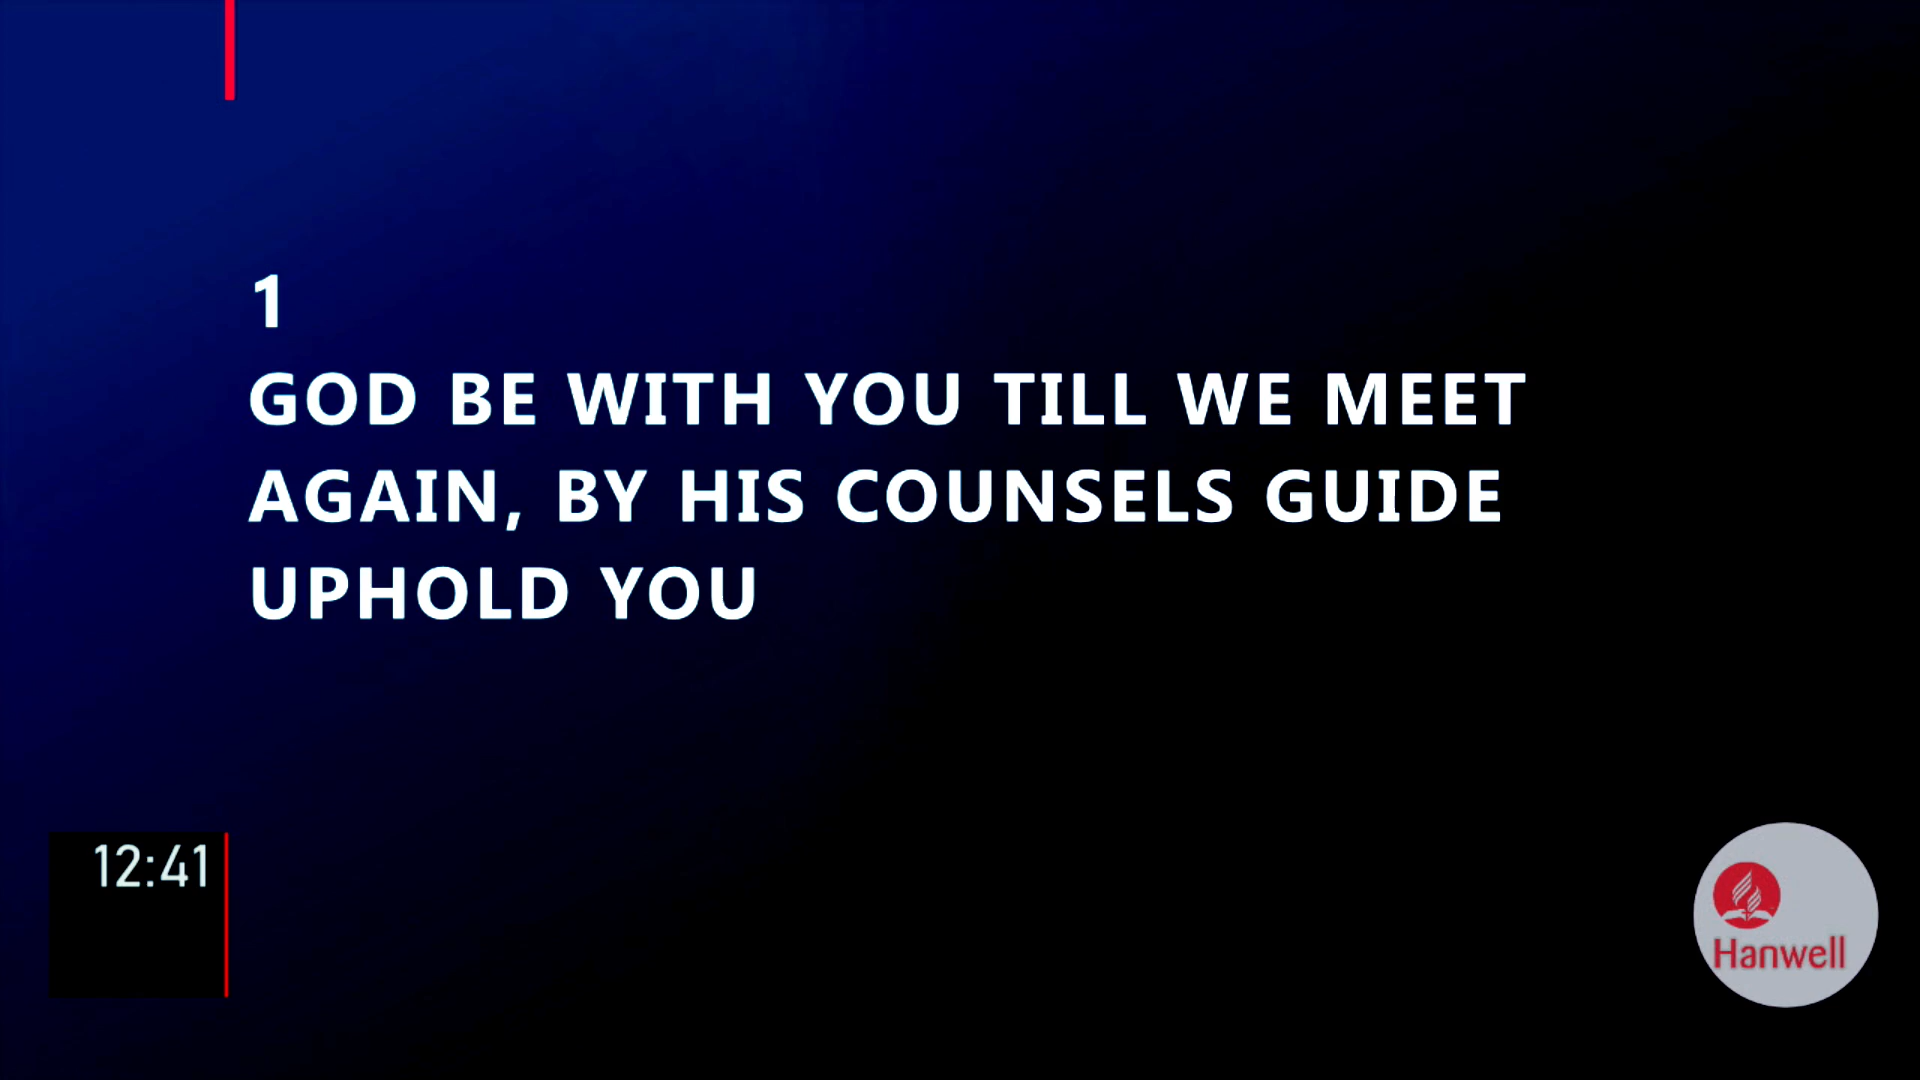 1
GOD BE WITH YOU TILL WE MEET
AGAIN, BY HIS COUNSELS GUIDE
UPHOLD YOU
12:41
Hanwell